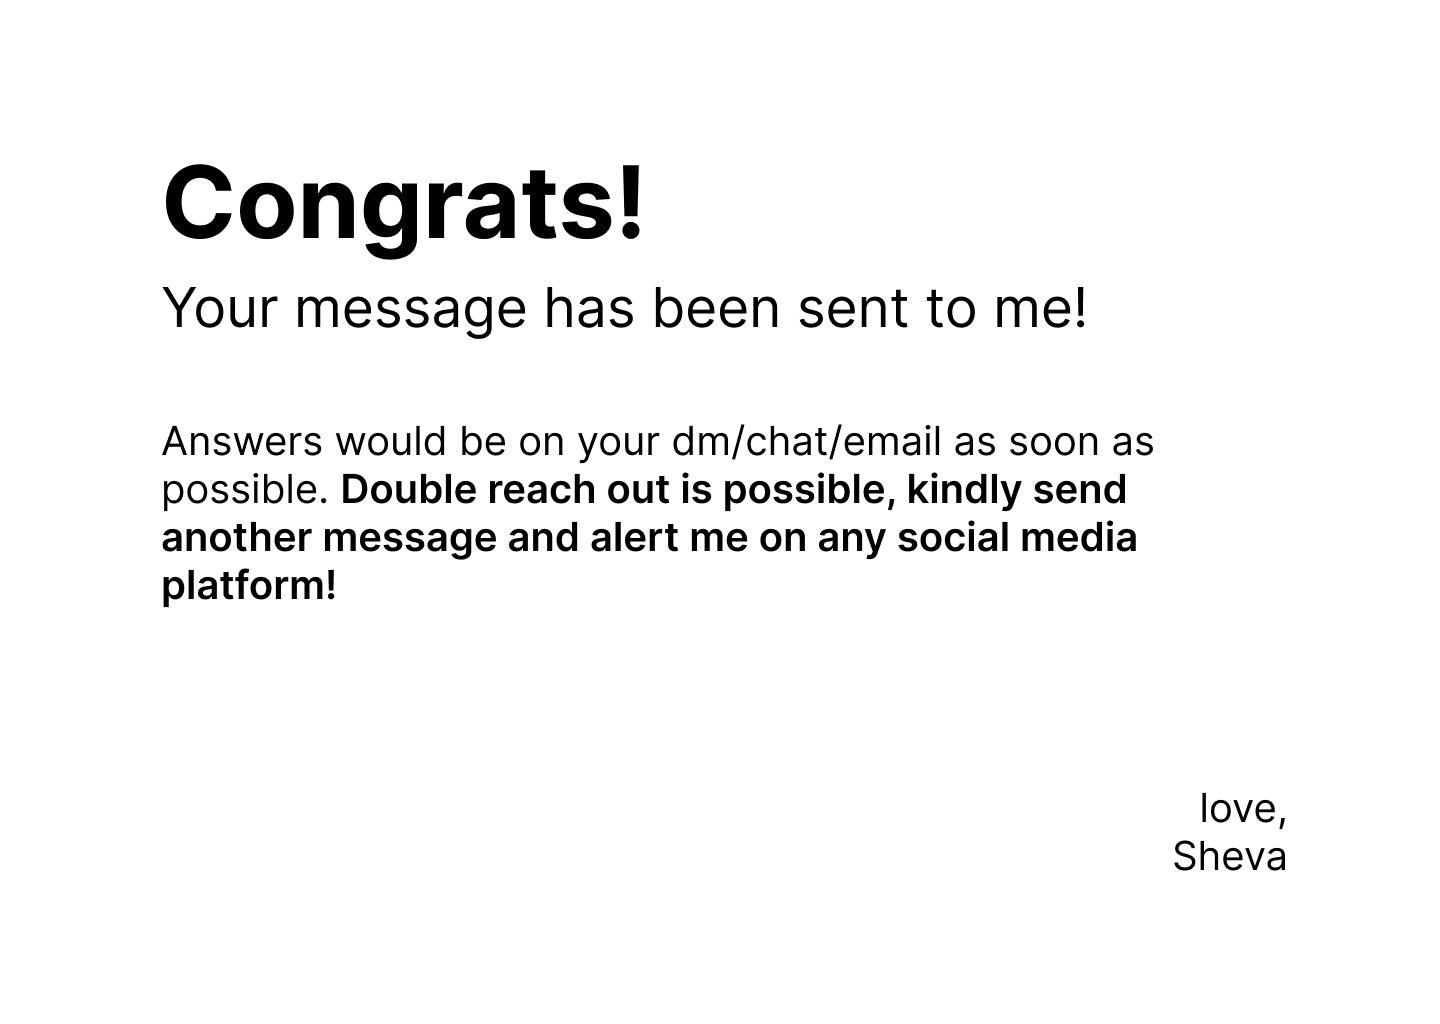 Congrats!
Your message has been sent to me!
Answers would be on your dm/chat/email as soon as
possible. Double reach out is possible, kindly send
another message and alert me on any social media
platform!
love,
Sheva